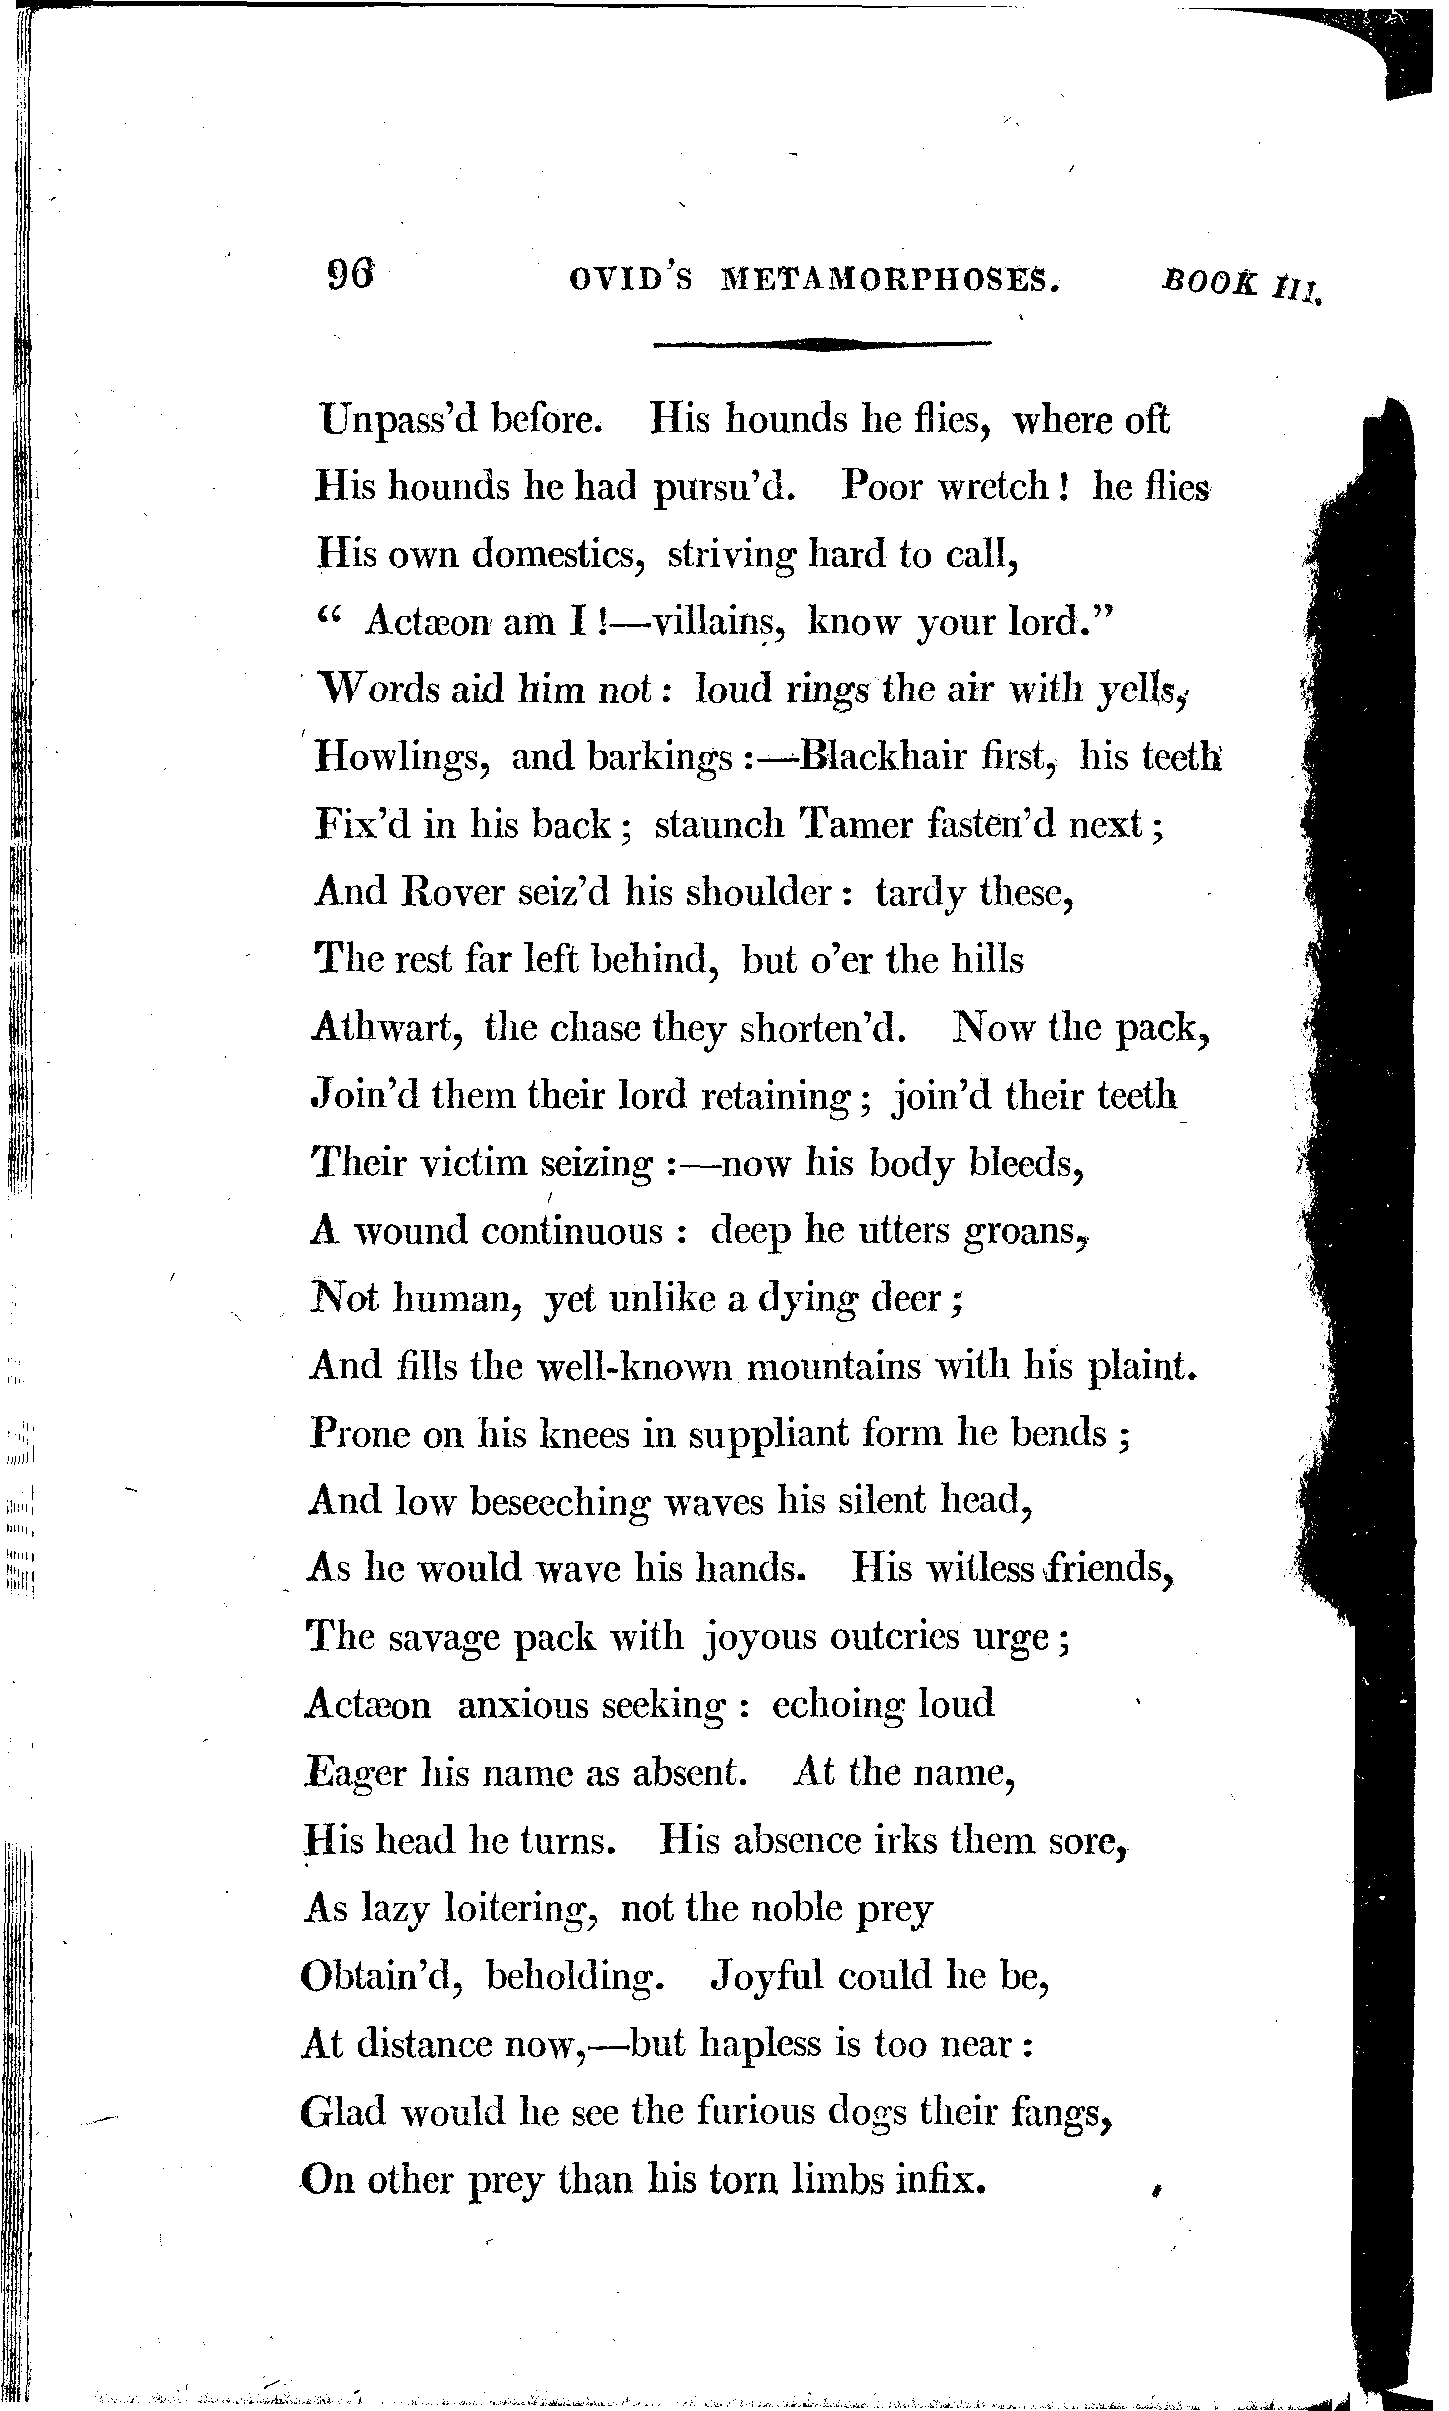 96 OVID'S METAMORPHOSES. BOOK III.
Unpass'd before. His hounds he flies, where oft
His hounds he had pursu'd. Poor wretch! he flies
His own domestics, striving hard to call,
“ Actæon am I !—villains, know your lord.”
Words aid him not: loud rings the air with yells,
Howlings, and barkings :—Blackhair first, his teeth
Fix'd in his back; staunch Tamer fasten'd next;
And Rover seiz'd his shoulder: tardy these,
The rest far left behind, but o'er the hills
Athwart, the chase they shorten'd. Now the pack,
Join'd them their lord retaining; join'd their teeth
Their victim seizing :—now his body bleeds,
A wound continuous : deep he utters groans,
Not human, yet unlike a dying deer;
And fills the well-known mountains with his plaint.
Prone on his knees in suppliant form he bends;
And low beseeching waves his silent head,
As he would wave his hands. His witless friends,
The savage pack with joyous outcries urge;
Actæon anxious seeking : echoing loud
Eager his name as absent. At the name,
His head he turns. His absence irks them sore,
As lazy loitering, not the noble prey
Obtain'd, beholding. Joyful could he be,
At distance now,—but hapless is too near:
Glad would he see the furious dogs their fangs,
On other prey than his torn limbs infix.